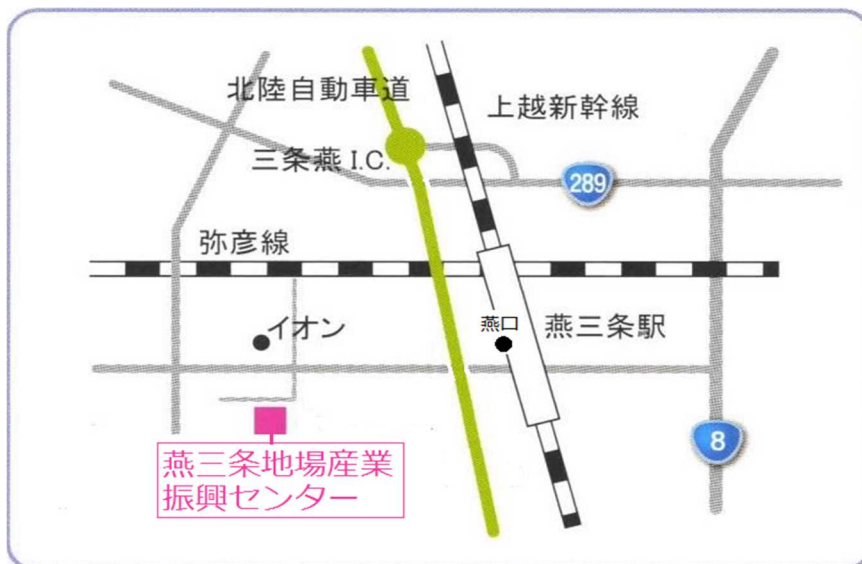 北陸自動車道
上越新幹線
三条燕 I.C.
289
弥彦線
イオン
燕口
燕三条駅
8
燕三条地場産業
振興センター